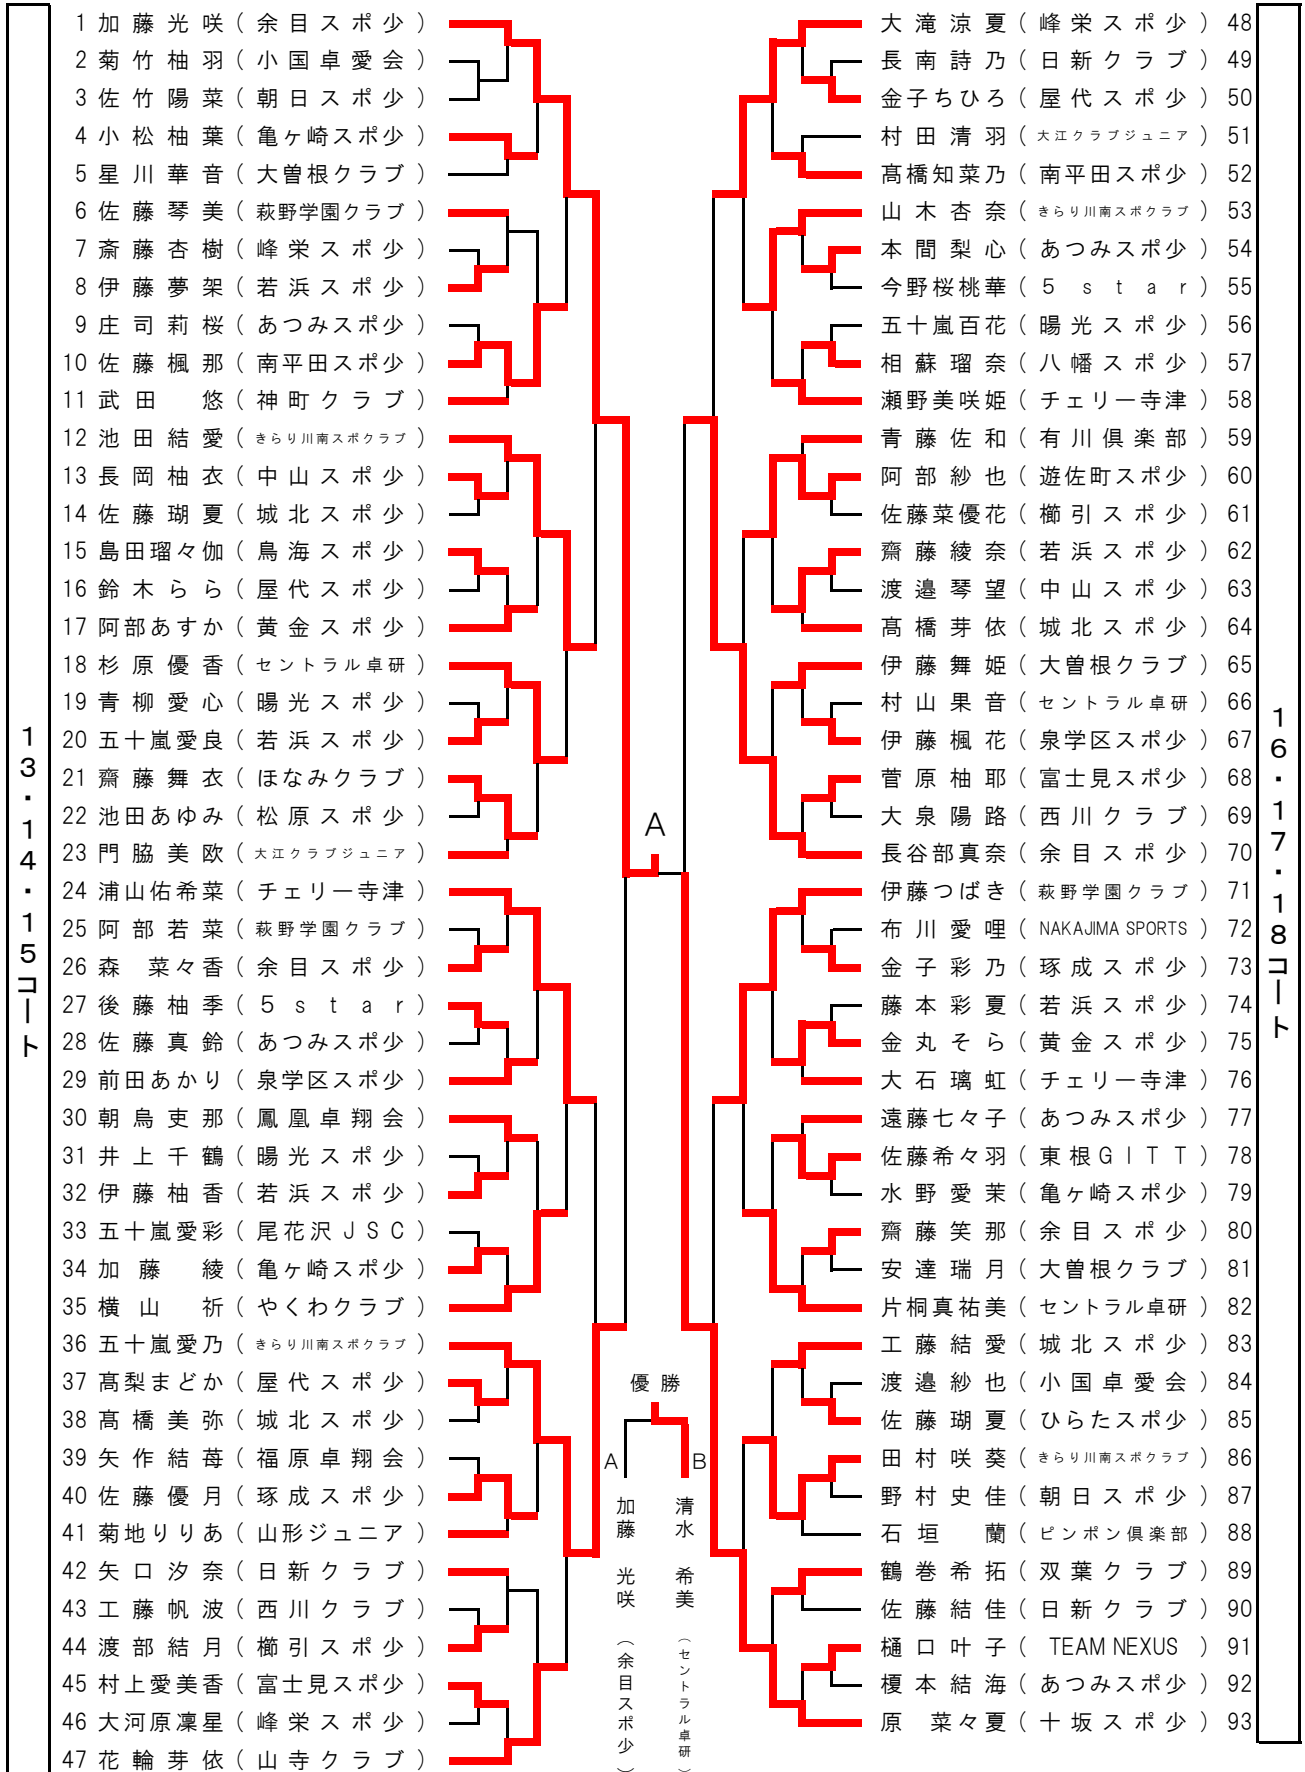 13・14・15コート
1 加藤光咲（余目スポ少）
2 菊竹柚羽（小国卓愛会）
3 佐竹陽菜（朝日スポ少）
4 小松柚葉（亀ヶ崎スポ少）
5 星川華音（大曽根クラブ）
6 佐藤琴美（萩野学園クラブ）
7 斎藤杏樹（峰栄スポ少）
8 伊藤夢架（若浜スポ少）
9 庄司莉桜（あつみスポ少）
10 佐藤楓那（南平田スポ少）
11 武田　悠（神町クラブ）
12 池田結愛（きらり川南スポクラブ）
13 長岡柚衣（中山スポ少）
14 佐藤瑚夏（城北スポ少）
15 島田瑠々伽（鳥海スポ少）
16 鈴木らら（屋代スポ少）
17 阿部あすか（黄金スポ少）
18 杉原優香（セントラル卓研）
19 青柳愛心（暘光スポ少）
20 五十嵐愛良（若浜スポ少）
21 齋藤舞衣（ほなみクラブ）
22 池田あゆみ（松原スポ少）
23 門脇美欧（大江クラブジュニア）
24 浦山佑希菜（チェリー寺津）
25 阿部若菜（萩野学園クラブ）
26 森　菜々香（余目スポ少）
27 後藤柚季（5 star）
28 佐藤真鈴（あつみスポ少）
29 前田あかり（泉学区スポ少）
30 朝烏吏那（鳳凰卓翔会）
31 井上千鶴（暘光スポ少）
32 伊藤柚香（若浜スポ少）
33 五十嵐愛彩（尾花沢JSC）
34 加藤　綾（亀ヶ崎スポ少）
35 横山　祈（やくわクラブ）
36 五十嵐愛乃（きらり川南スポクラブ）
37 髙梨まどか（屋代スポ少）
38 髙橋美弥（城北スポ少）
39 矢作結苺（福原卓翔会）
40 佐藤優月（琢成スポ少）
41 菊地りりあ（山形ジュニア）
42 矢口汐奈（日新クラブ）
43 工藤帆波（西川クラブ）
44 渡部結月（櫛引スポ少）
45 村上愛美香（富士見スポ少）
46 大河原凜星（峰栄スポ少）
47 花輪芽依（山寺クラブ）
A
優勝
A
B
加藤　光咲（余目スポ少）
清水　希美（セントラル卓研）
大滝涼夏（峰栄スポ少）48
長南詩乃（日新クラブ）49
金子ちひろ（屋代スポ少）50
村田清羽（大江クラブジュニア）51
髙橋知菜乃（南平田スポ少）52
山木杏奈（きらり川南スポクラブ）53
本間梨心（あつみスポ少）54
今野桜桃華（5 star）55
五十嵐百花（暘光スポ少）56
相蘇瑠奈（八幡スポ少）57
瀬野美咲姫（チェリー寺津）58
青藤佐和（有川倶楽部）59
阿部紗也（遊佐町スポ少）60
佐藤菜優花（櫛引スポ少）61
齋藤綾奈（若浜スポ少）62
渡邉琴望（中山スポ少）63
髙橋芽依（城北スポ少）64
伊藤舞姫（大曽根クラブ）65
村山果音（セントラル卓研）66
伊藤楓花（泉学区スポ少）67
菅原柚耶（富士見スポ少）68
大泉陽路（西川クラブ）69
長谷部真奈（余目スポ少）70
伊藤つばき（萩野学園クラブ）71
布川愛哩（NAKAJIMA SPORTS）72
金子彩乃（琢成スポ少）73
藤本彩夏（若浜スポ少）74
金丸そら（黄金スポ少）75
大石璃虹（チェリー寺津）76
遠藤七々子（あつみスポ少）77
佐藤希々羽（東根GITT）78
水野愛茉（亀ヶ崎スポ少）79
齋藤笑那（余目スポ少）80
安達瑞月（大曽根クラブ）81
片桐真祐美（セントラル卓研）82
工藤結愛（城北スポ少）83
渡邉紗也（小国卓愛会）84
佐藤瑚夏（ひらたスポ少）85
田村咲葵（きらり川南スポクラブ）86
野村史佳（朝日スポ少）87
石垣　蘭（ピンポン倶楽部）88
鶴巻希拓（双葉クラブ）89
佐藤結佳（日新クラブ）90
樋口叶子（TEAM NEXUS）91
榎本結海（あつみスポ少）92
原　菜々夏（十坂スポ少）93
16・17・18コート